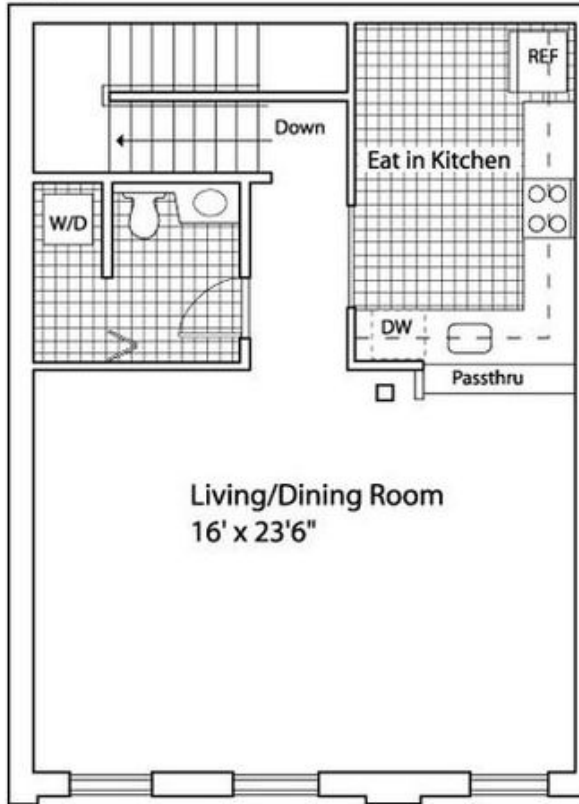 REF
Down
Eat in Kitchen
W/D
DW
Passthru
Living/Dining Room
16' x 23'6"